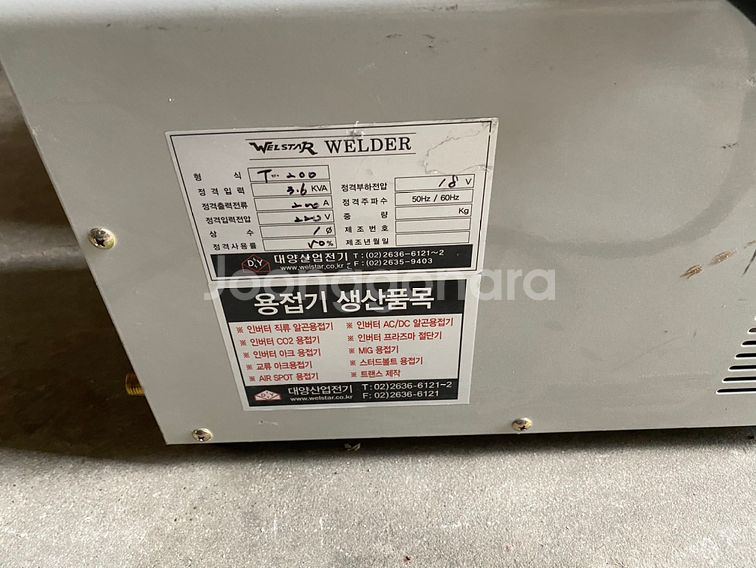 WELSTAR WELDER
형 식 T-200
정격입력 3.6 KVA 정격부하전압 18 V
정격출력전류 200 A 정격주파수 50Hz / 60Hz
정격입력전압 220 V 중 량 Kg
상 수 1Ø 제조번호
정격사용률 % 제조년월일
DY 대양산업전기 T : (02) 2636-6121~2
www.welstar.co.kr F : (02) 2635-9403
Joonggonara
용접기 생산품목
※ 인버터 직류 알곤용접기 ※ 인버터 AC/DC 알곤용접기
※ 인버터 CO2 용접기 ※ 인버터 프라즈마 절단기
※ 인버터 아크 용접기 ※ MIG 용접기
※ 교류 아크용접기 ※ 스터드볼트 용접기
※ AIR SPOT 용접기 ※ 트랜스 제작
대양산업전기 T : 02) 2636-6121~2
www.welstar.co.kr F : 02) 2636-6121